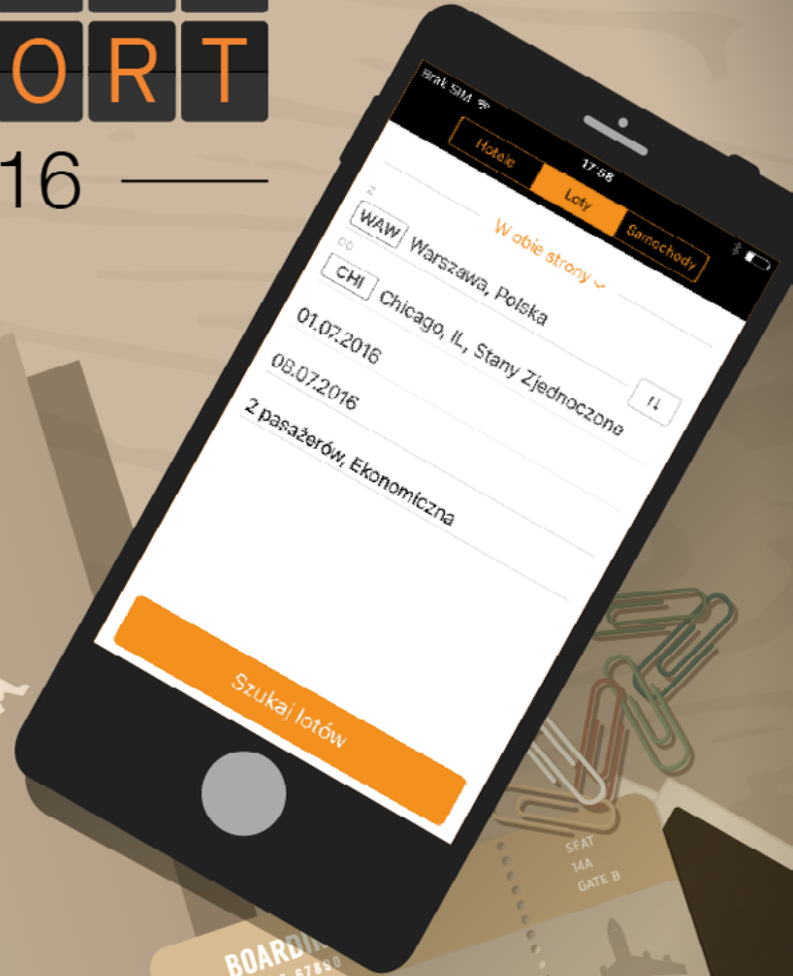 ORT
16
Brak SIM
17:58
Hotele
Loty
Samochody
W obie strony
Z
WAW Warszawa, Polska
DO
CHI Chicago, IL, Stany Zjednoczone
01.07.2016
08.07.2016
2 pasażerów, Ekonomiczna
Szukaj lotów
SEAT
14A
GATE B
67890